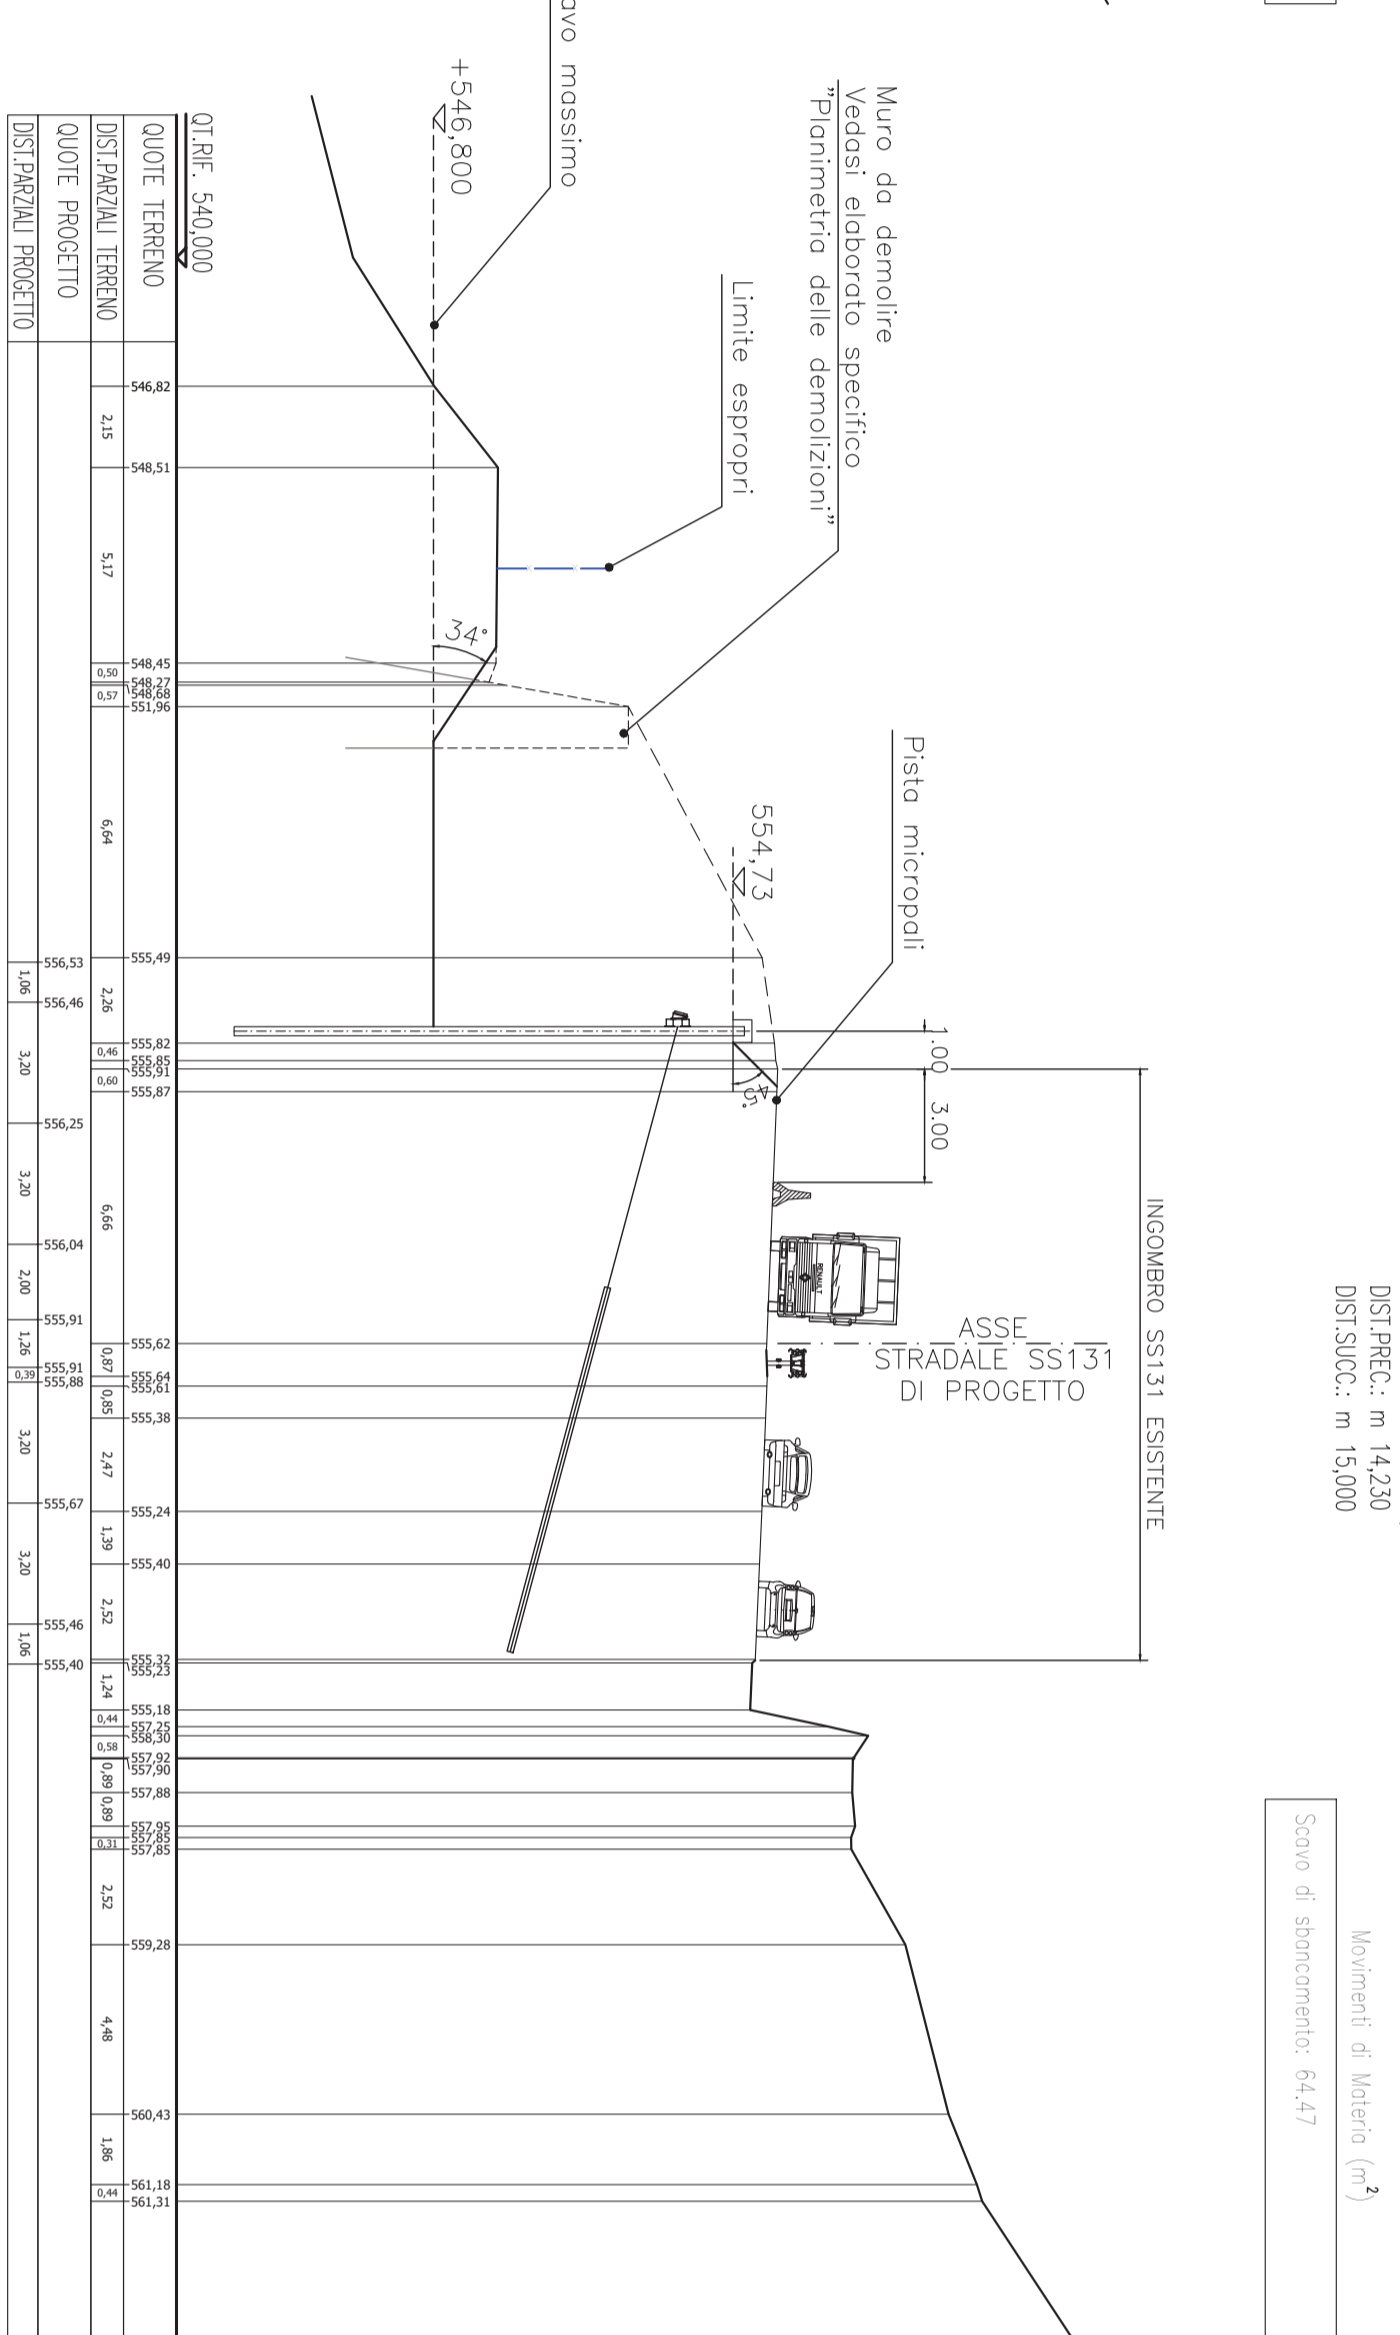 DIST.PREC.: m 14,230
DIST.SUCC.: m 15,000
Movimenti di Materia (m²)
Scavo di sbancamento: 64.47
INGOMBRO SS131 ESISTENTE
ASSE
STRADALE SS131
DI PROGETTO
1.00
3.00
Pista micropali
45°
554,73
Muro da demolire
Vedasi elaborato specifico
"Planimetria delle demolizioni"
Limite espropri
34°
massimo
+546,800
RENAULT
QT.RIF. 540,000
QUOTE TERRENO
546,82 548,51 548,45 548,27 548,68 551,96 555,49 555,82 555,85 555,91 555,87 555,62 555,64 555,61 555,38 555,24 555,40 555,32 555,23 555,18 557,25 558,30 557,92 557,90 557,88 557,95 557,85 557,85 559,28 560,43 561,18 561,31
DIST.PARZIALI TERRENO
2,15 5,17 0,50 0,57 6,64 2,26 0,46 0,60 6,66 0,87 0,85 2,47 1,39 2,52 1,24 0,44 0,58 0,89 0,89 0,31 2,52 4,48 1,86 0,44
QUOTE PROGETTO
556,53 556,46 556,25 556,04 555,91 555,91 555,88 555,67 555,46 555,40
DIST.PARZIALI PROGETTO
1,06 3,20 3,20 2,00 1,26 0,39 3,20 3,20 1,06